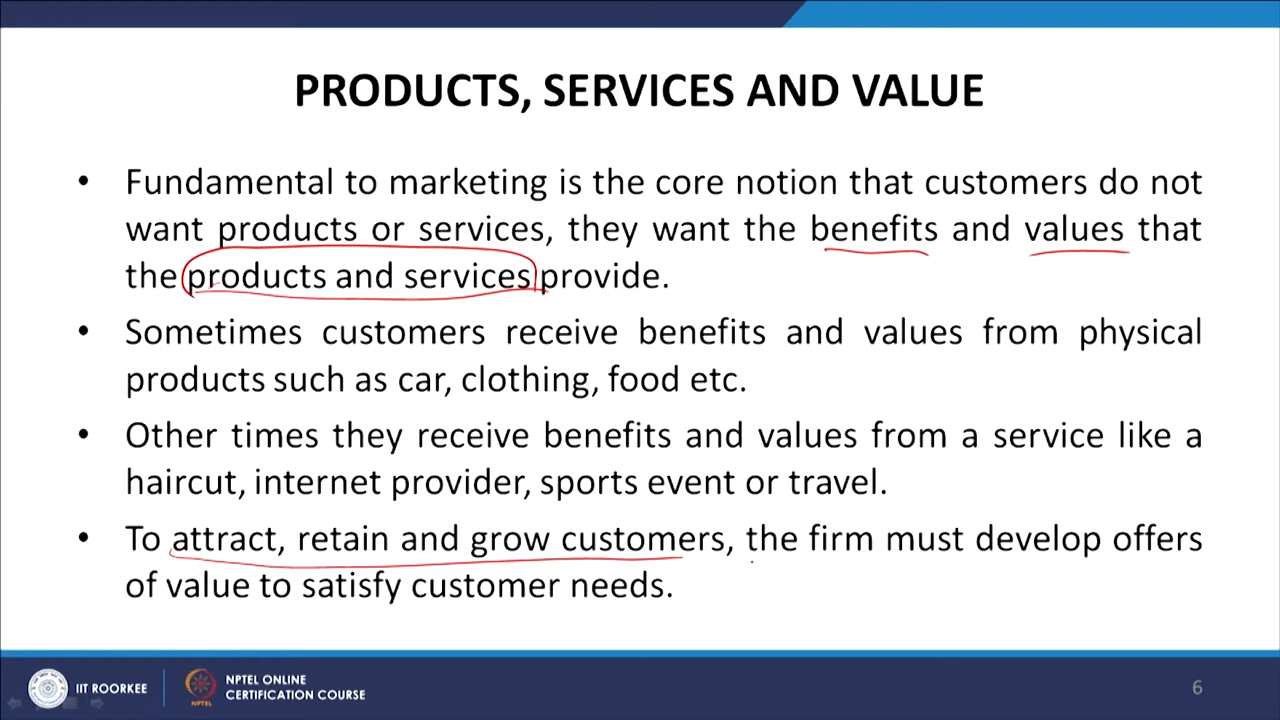 PRODUCTS, SERVICES AND VALUE
• Fundamental to marketing is the core notion that customers do not
want products or services, they want the benefits and values that
the products and services provide.
• Sometimes customers receive benefits and values from physical
products such as car, clothing, food etc.
• Other times they receive benefits and values from a service like a
haircut, internet provider, sports event or travel.
• To attract, retain and grow customers, the firm must develop offers
of value to satisfy customer needs.
IIT ROORKEE
NPTEL
NPTEL ONLINE
CERTIFICATION COURSE
6